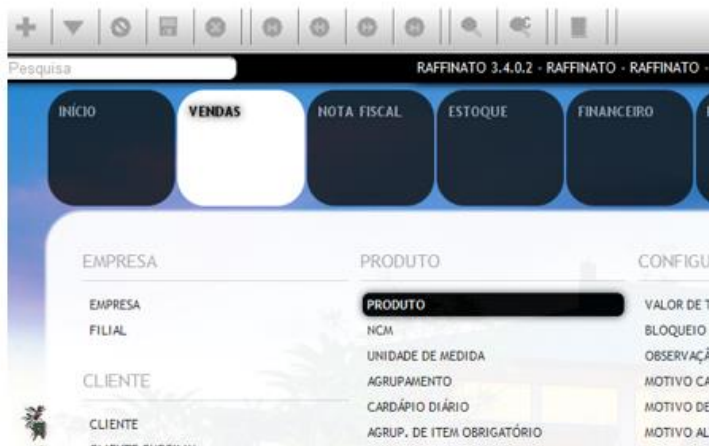 Pesquisa
RAFFINATO 3.4.0.2 - RAFFINATO - RAFFINATO -
INÍCIO
VENDAS
NOTA FISCAL
ESTOQUE
FINANCEIRO
EMPRESA
EMPRESA
FILIAL
CLIENTE
CLIENTE
PRODUTO
PRODUTO
NCM
UNIDADE DE MEDIDA
AGRUPAMENTO
CARDÁPIO DIÁRIO
AGRUP. DE ITEM OBRIGATÓRIO
CONFIGU
VALOR DE T
BLOQUEIO
OBSERVAÇÃ
MOTIVO CA
MOTIVO DE
MOTIVO AL